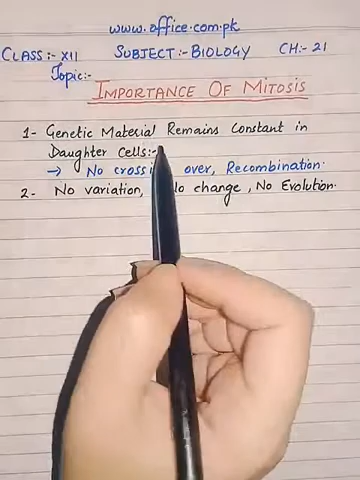 www.office.com.pk
CLASS:- XII SUBJECT:- BIOLOGY CH:- 21
Topic:-
IMPORTANCE OF MITOSIS
1- Genetic Material Remains Constant in
Daughter Cells:-
→ No over, Recombination.
2- No variation, change, No Evolution.